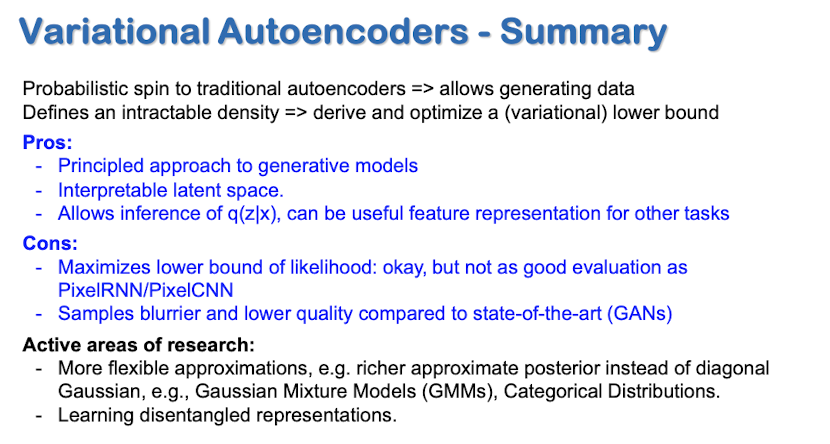 Variational Autoencoders - Summary
Probabilistic spin to traditional autoencoders => allows generating data
Defines an intractable density => derive and optimize a (variational) lower bound
Pros:
- Principled approach to generative models
- Interpretable latent space.
- Allows inference of q(z|x), can be useful feature representation for other tasks
Cons:
- Maximizes lower bound of likelihood: okay, but not as good evaluation as
PixelRNN/PixelCNN
- Samples blurrier and lower quality compared to state-of-the-art (GANs)
Active areas of research:
- More flexible approximations, e.g. richer approximate posterior instead of diagonal
Gaussian, e.g., Gaussian Mixture Models (GMMs), Categorical Distributions.
- Learning disentangled representations.